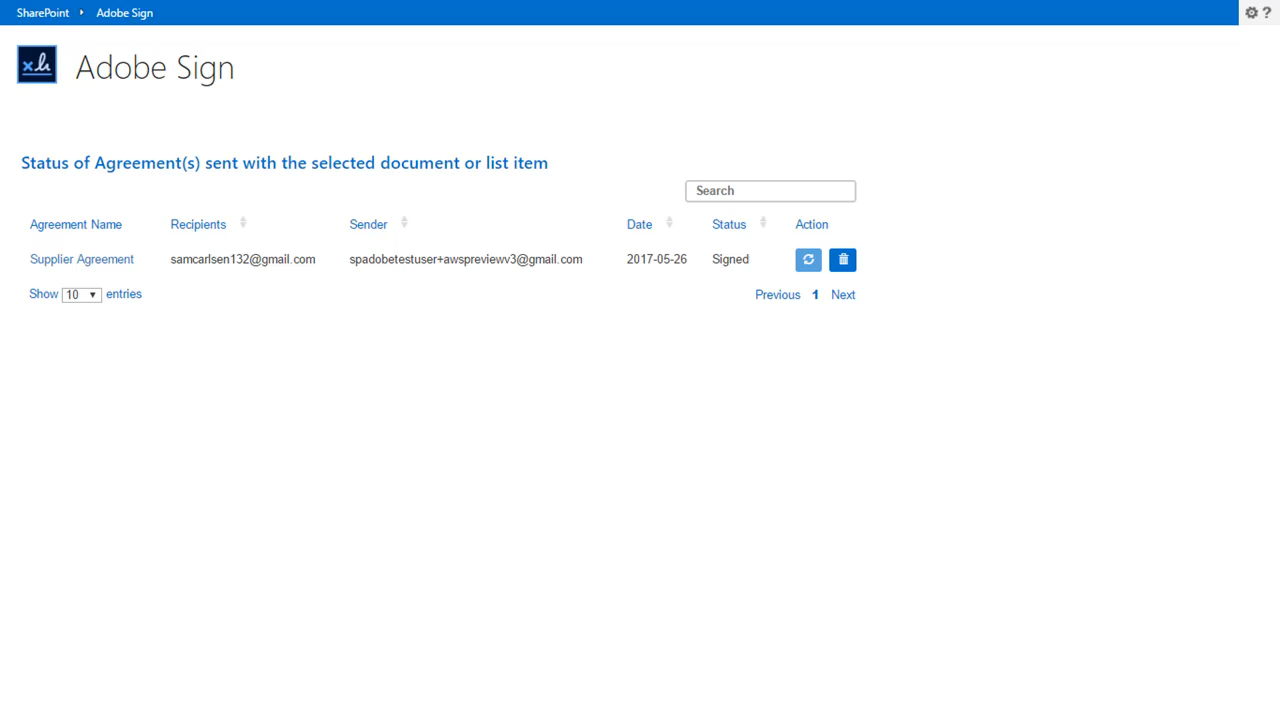 SharePoint Adobe Sign
?
xh Adobe Sign
Status of Agreement(s) sent with the selected document or list item
Search
Agreement Name Recipients Sender Date Status Action
Supplier Agreement samcarlsen132@gmail.com spadobetestuser+awspreviewv3@gmail.com 2017-05-26 Signed
Show 10 entries Previous 1 Next